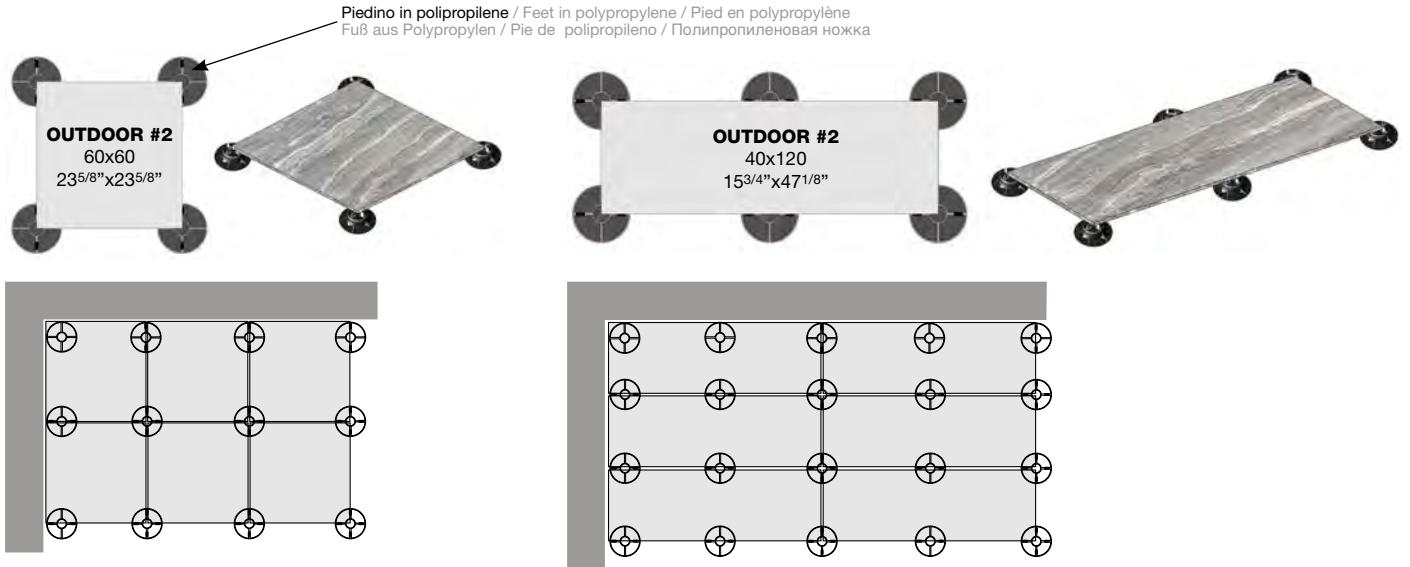 Piedino in polipropilene / Feet in polypropylene / Pied en polypropylène
Fuß aus Polypropylen / Pie de  polipropileno / Полипропиленовая ножка
OUTDOOR #2
60x60
235/8”x235/8”
OUTDOOR #2
40x120
153/4”x471/8”